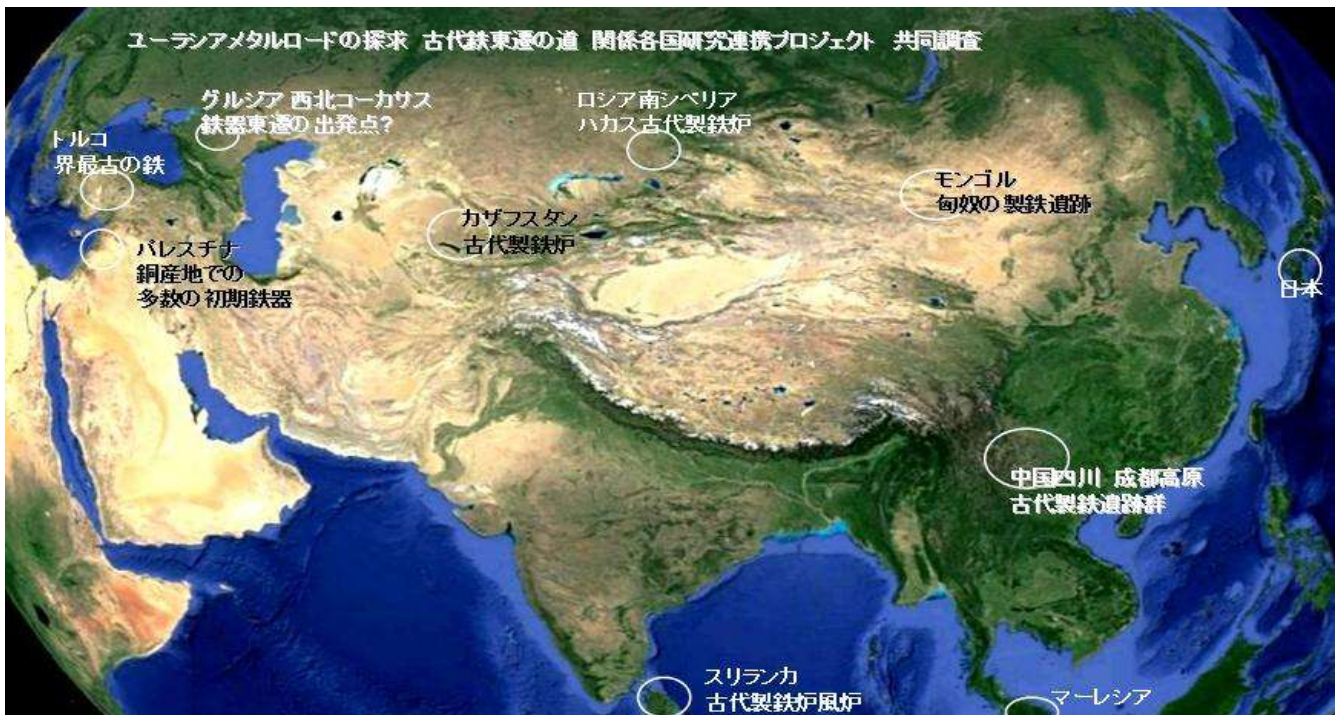 ユーラシアメタルロードの探求 古代鉄東遷の道 関係各国研究連携プロジェクト 共同調査
グルジア 西北コーカサス
鉄器東遷の出発点?
ロシア南シベリア
ハカス古代製鉄炉
トルコ
界最古の鉄
モンゴル
匈奴の製鉄遺跡
カザフスタン
古代製鉄炉
パレスチナ
銅産地での
多数の初期鉄器
日本
中国四川 成都高原
古代製鉄遺跡群
スリランカ
古代製鉄炉風炉
マーレシア